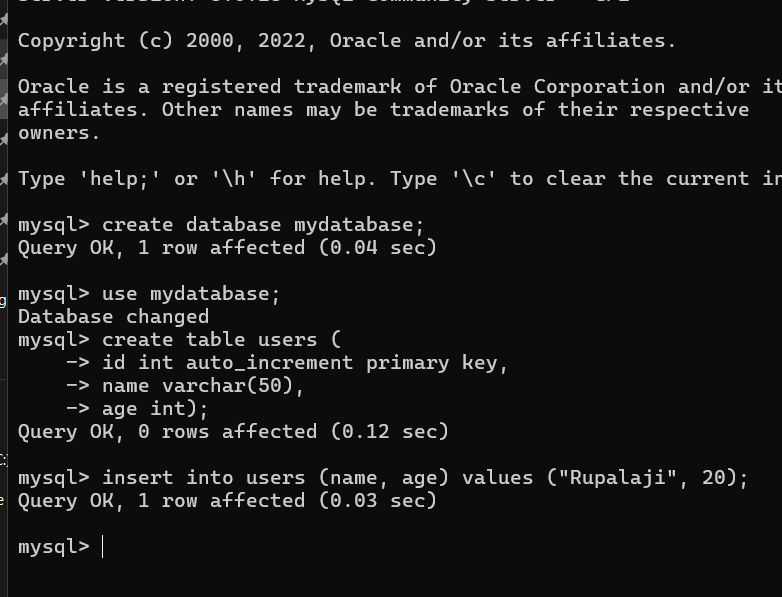 Copyright (c) 2000, 2022, Oracle and/or its affiliates.
Oracle is a registered trademark of Oracle Corporation and/or it
affiliates. Other names may be trademarks of their respective
owners.
Type 'help;' or '\h' for help. Type '\c' to clear the current in
mysql> create database mydatabase;
Query OK, 1 row affected (0.04 sec)
mysql> use mydatabase;
Database changed
mysql> create table users (
    -> id int auto_increment primary key,
    -> name varchar(50),
    -> age int);
Query OK, 0 rows affected (0.12 sec)
mysql> insert into users (name, age) values ("Rupalaji", 20);
Query OK, 1 row affected (0.03 sec)
mysql>